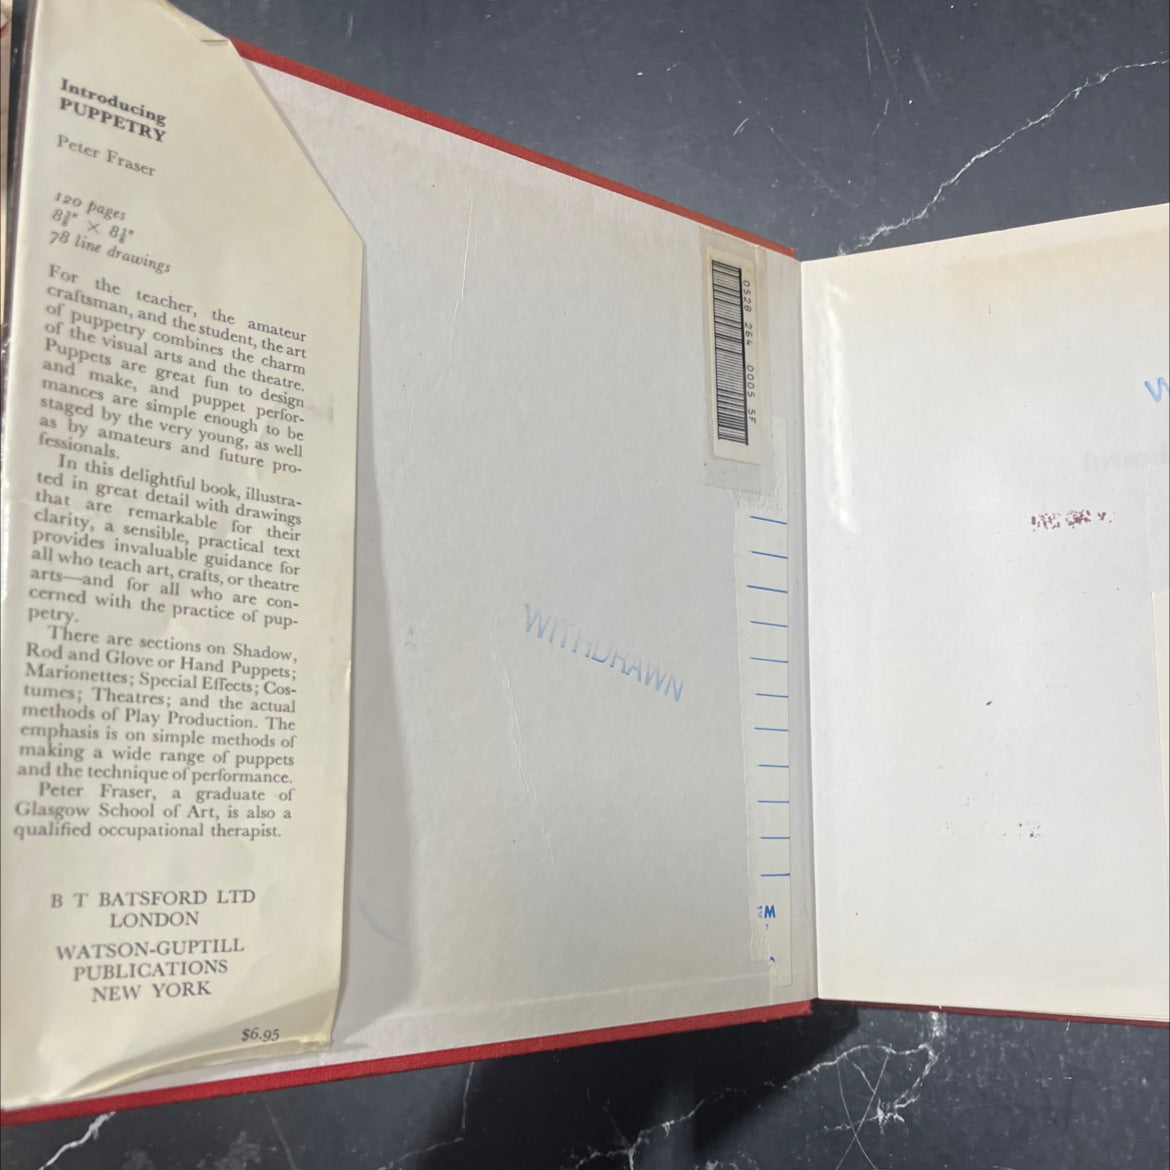 Introducing
PUPPETRY
Peter Fraser
120 pages
8⅜" × 8¼"
78 line drawings
For the teacher, the amateur
craftsman, and the student, the art
of puppetry combines the charm
of the visual arts and the theatre.
Puppets are great fun to design
and make, and puppet perfor-
mances are simple enough to be
staged by the very young, as well
as by amateurs and future pro-
fessionals.
In this delightful book, illustra-
ted in great detail with drawings
that are remarkable for their
clarity, a sensible, practical text
provides invaluable guidance for
all who teach art, crafts, or theatre
arts—and for all who are con-
cerned with the practice of pup-
petry.
There are sections on Shadow,
Rod and Glove or Hand Puppets;
Marionettes; Special Effects; Cos-
tumes; Theatres; and the actual
methods of Play Production. The
emphasis is on simple methods of
making a wide range of puppets
and the technique of performance.
Peter Fraser, a graduate of
Glasgow School of Art, is also a
qualified occupational therapist.
B T BATSFORD LTD
LONDON
WATSON-GUPTILL
PUBLICATIONS
NEW YORK
$6.95
0528 264 0005 5F
WITHDRAWN
M
W